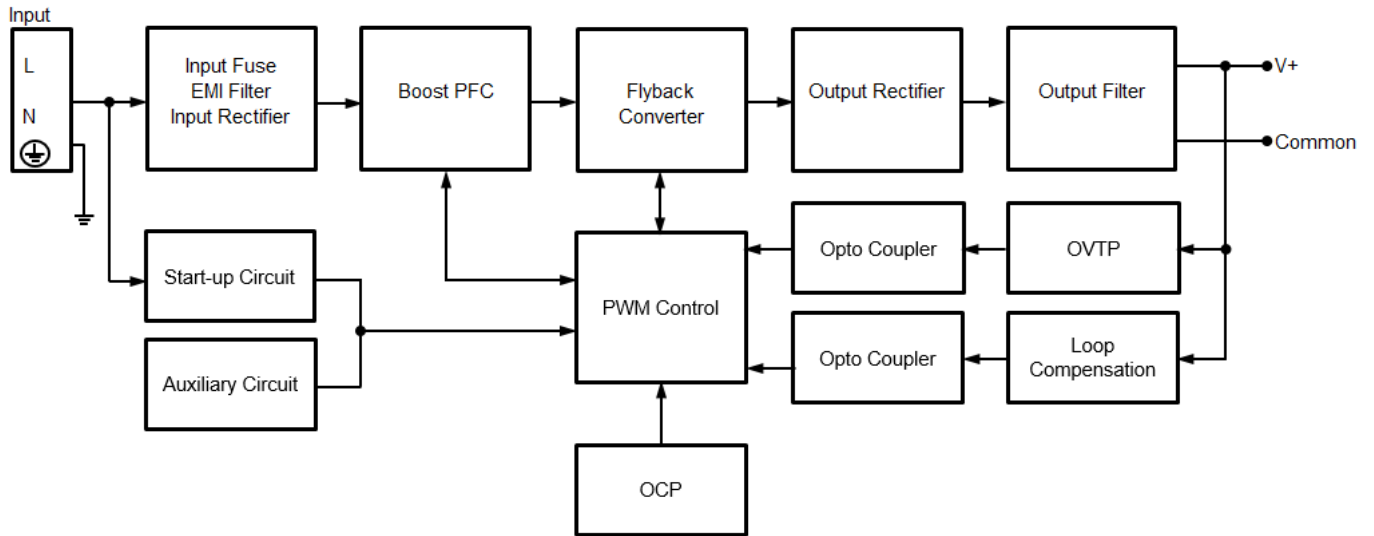 Input
L
N
Input Fuse
EMI Filter
Input Rectifier
Boost PFC
Flyback
Converter
Output Rectifier
Output Filter
V+
Common
Start-up Circuit
Auxiliary Circuit
PWM Control
Opto Coupler
OVTP
Opto Coupler
Loop
Compensation
OCP